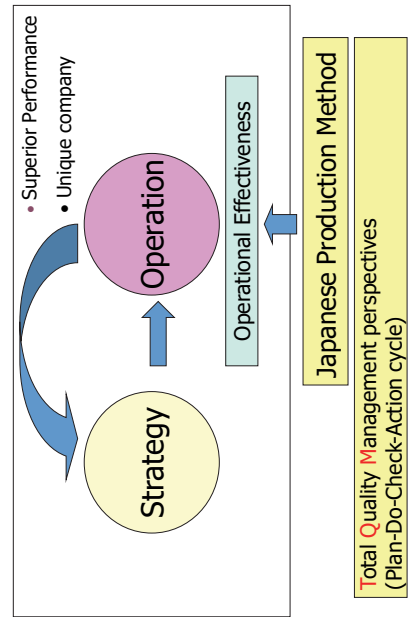 • Superior Performance
• Unique company
Strategy
Operation
Operational Effectiveness
Japanese Production Method
Total Quality Management perspectives
(Plan-Do-Check-Action cycle)